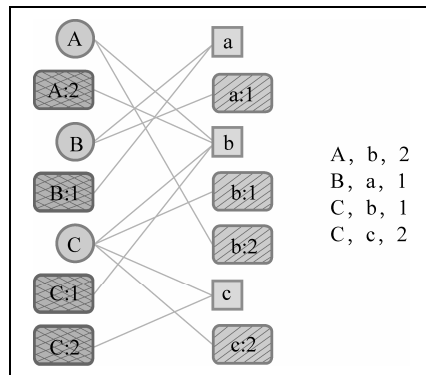 A
a
A:2
a:1
B
b
B:1
b:1
C
b:2
C:1
c
C:2
c:2
A, b, 2
B, a, 1
C, b, 1
C, c, 2